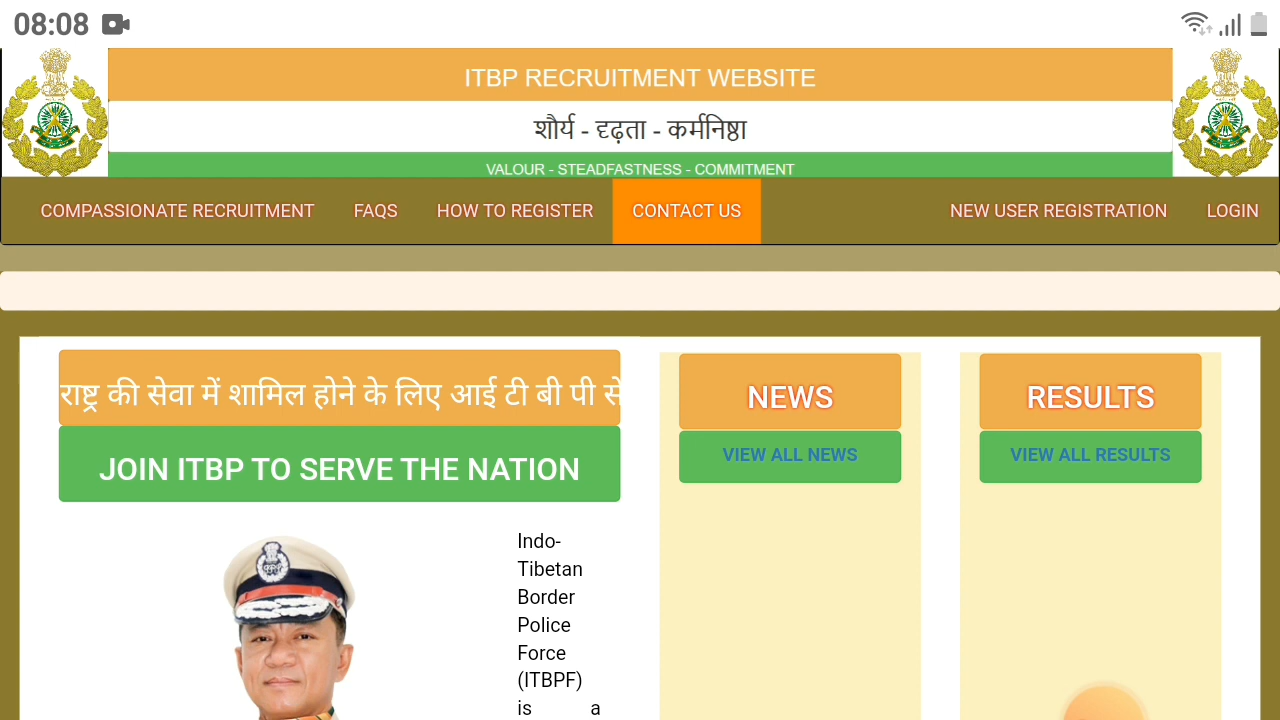 08:08
ITBP RECRUITMENT WEBSITE
शौर्य - दृढ़ता - कर्मनिष्ठा
VALOUR - STEADFASTNESS - COMMITMENT
COMPASSIONATE RECRUITMENT FAQS HOW TO REGISTER CONTACT US NEW USER REGISTRATION LOGIN
राष्ट्र की सेवा में शामिल होने के लिए आई टी बी पी से
JOIN ITBP TO SERVE THE NATION
NEWS
VIEW ALL NEWS
RESULTS
VIEW ALL RESULTS
Indo-
Tibetan
Border
Police
Force
(ITBPF)
is a